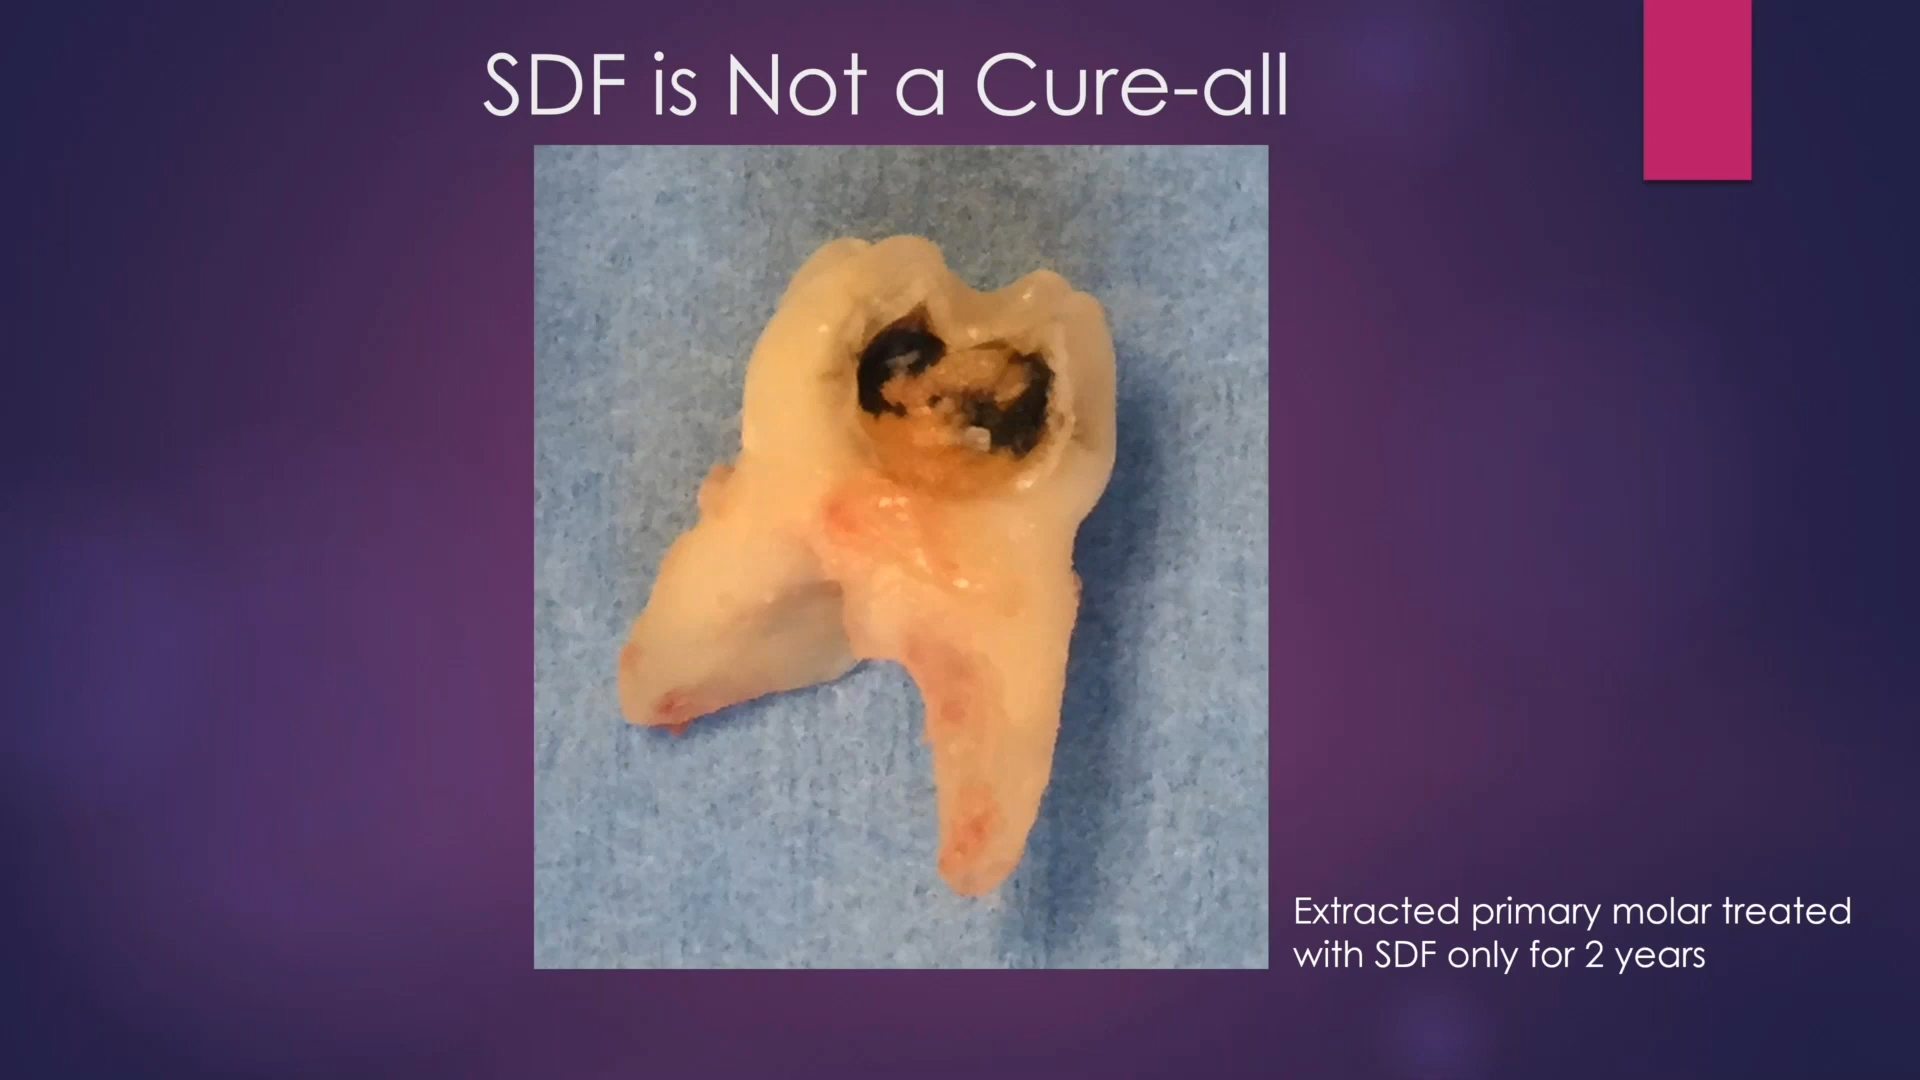 SDF is Not a Cure-all
Extracted primary molar treated
with SDF only for 2 years